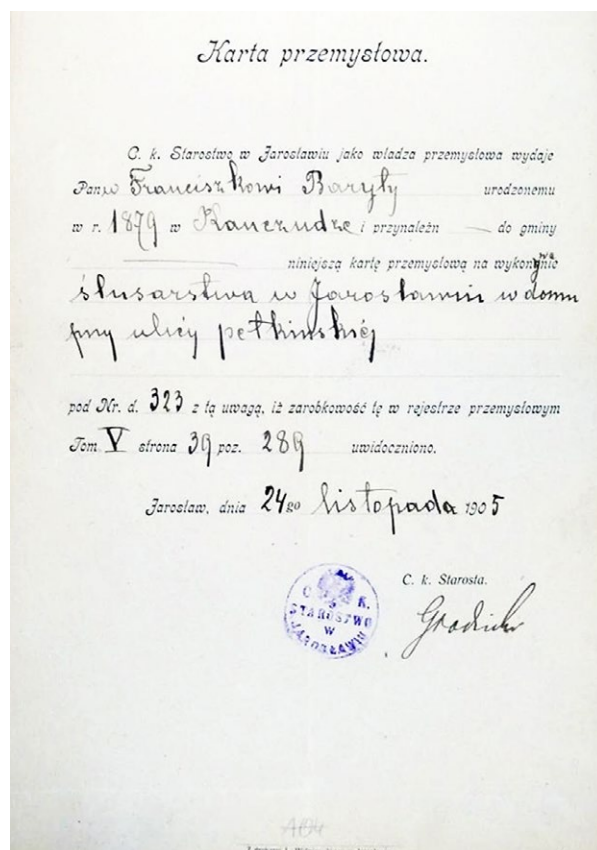 Karta przemysłowa.
C. k. Starostwo w Jarosławiu jako władza przemysłowa wydaje
Panu Franciszkowi Baryły urodzonemu
w r. 1879 w Kańczudze i przynależn — do gminy
niniejszą kartę przemysłową na wykonywanie
ślusarstwa w Jarosławiu w domu
przy ulicy pełkińskiéj
pod Nr. d. 323 z tą uwagą, iż zarobkowość tę w rejestrze przemysłowym
Tom V strona 39 poz. 289 uwidoczniono.
Jarosław, dnia 24go listopada 1905
C. k. Starosta.
C. K.
STAROSTWO
W
JAROSŁAWIU